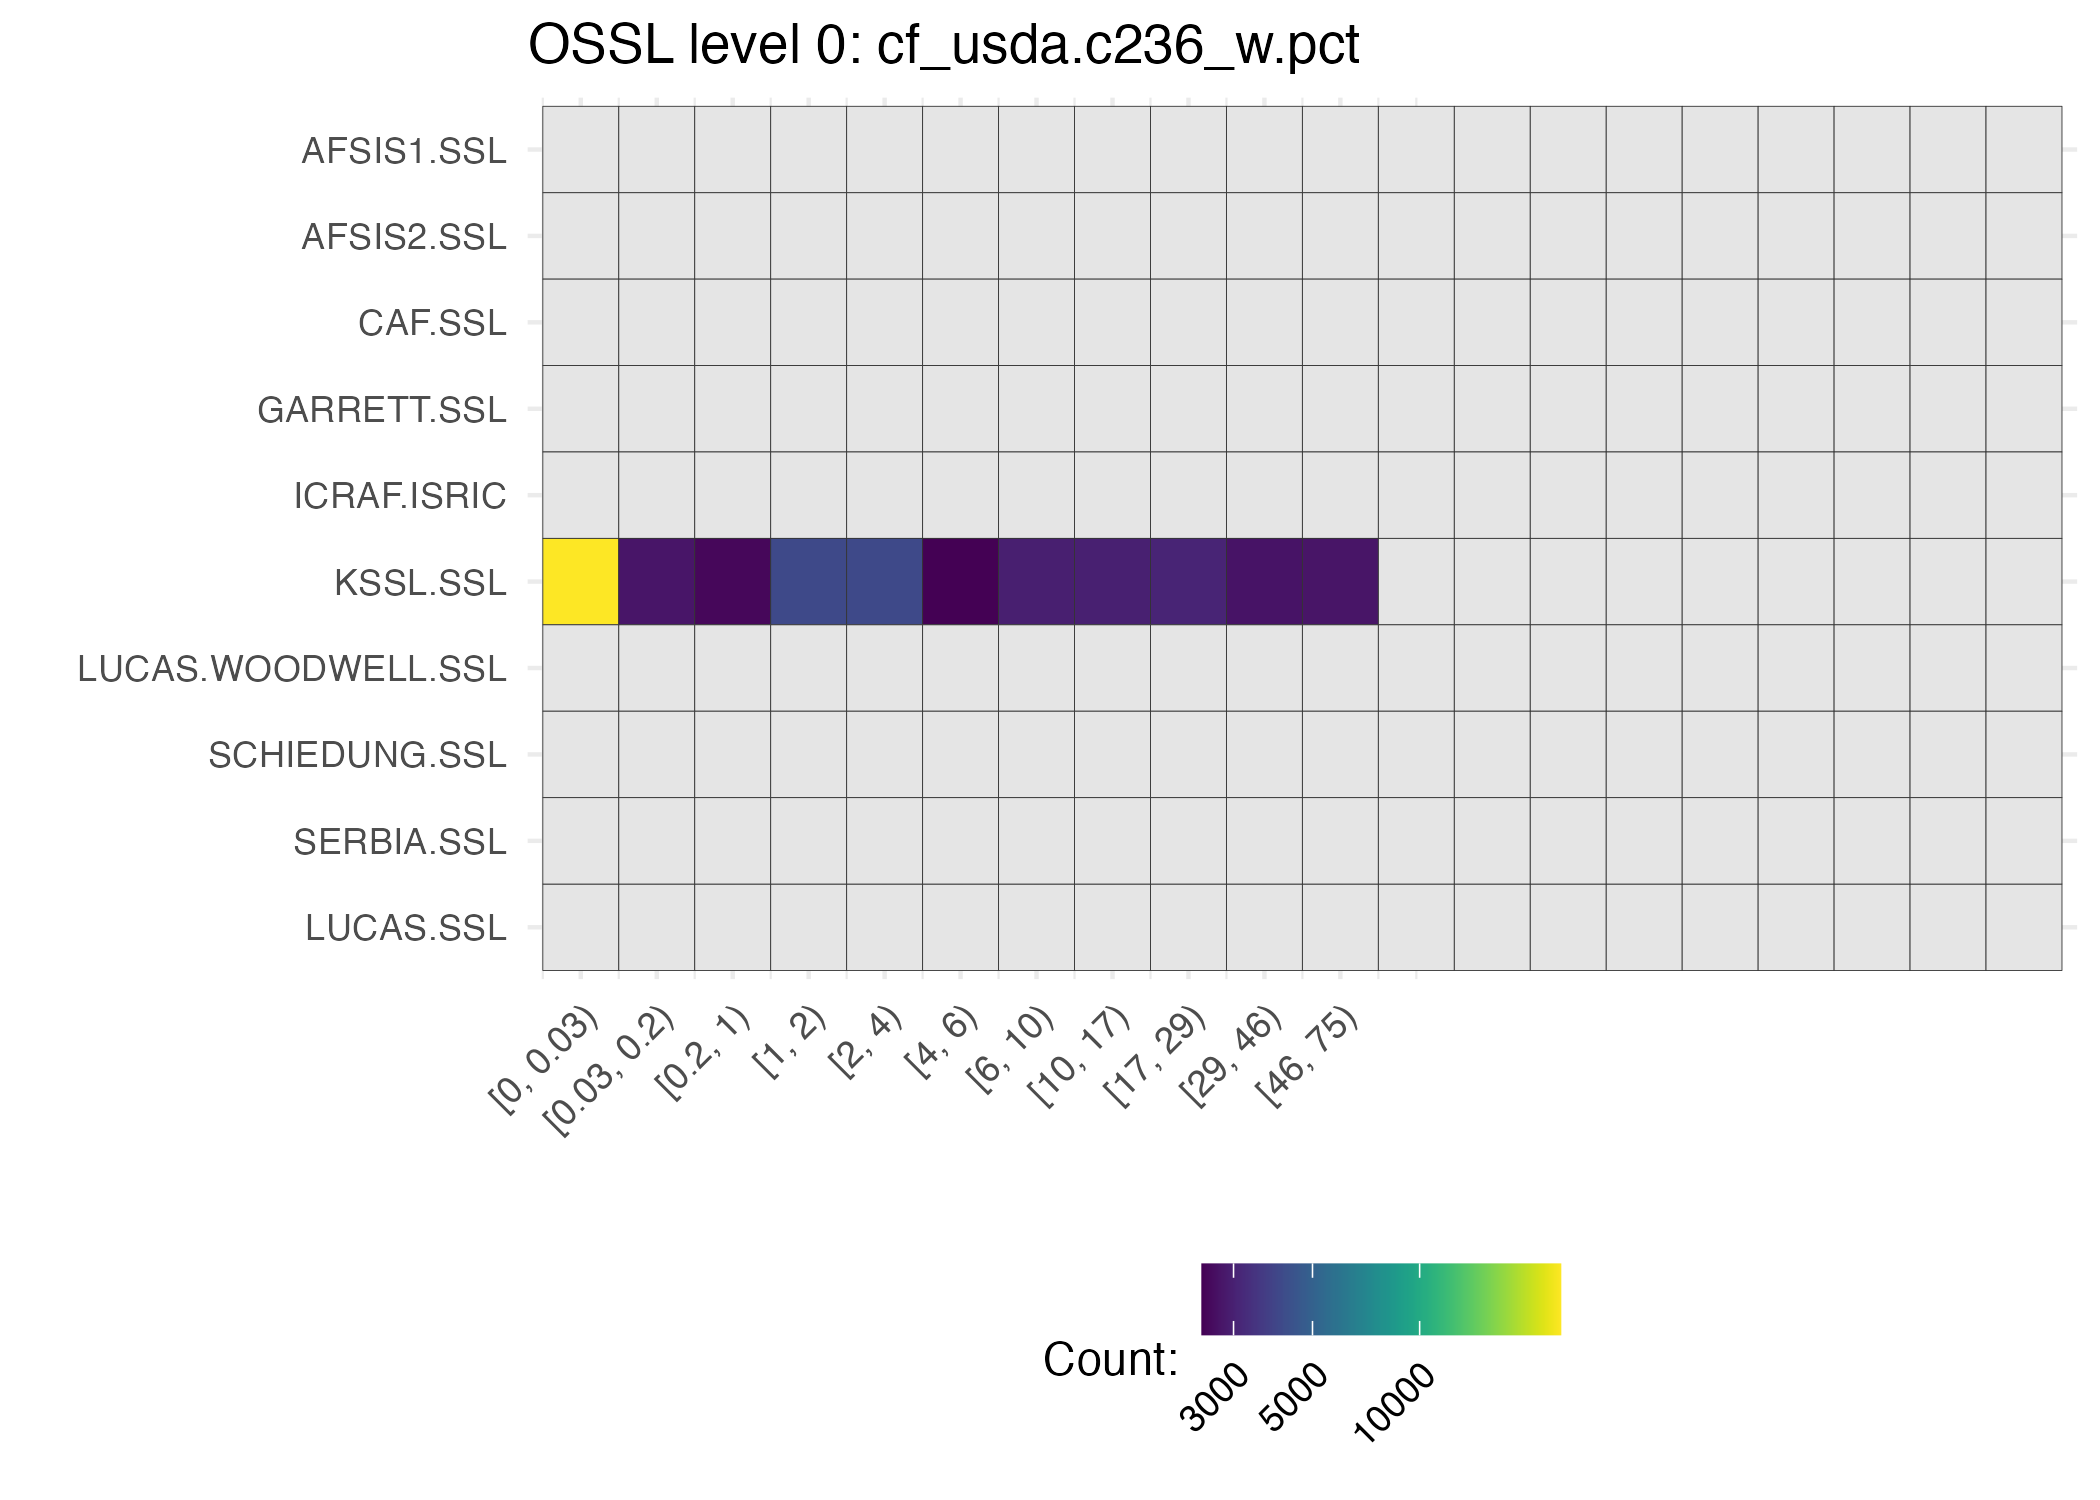 OSSL level 0: cf_usda.c236_w.pct
AFSIS1.SSL
AFSIS2.SSL
CAF.SSL
GARRETT.SSL
ICRAF.ISRIC
KSSL.SSL
LUCAS.WOODWELL.SSL
SCHIEDUNG.SSL
SERBIA.SSL
LUCAS.SSL
[0, 0.03)
[0.03, 0.2)
[0.2, 1)
[1, 2)
[2, 4)
[4, 6)
[6, 10)
[10, 17)
[17, 29)
[29, 46)
[46, 75)
Count:
3000
5000
10000